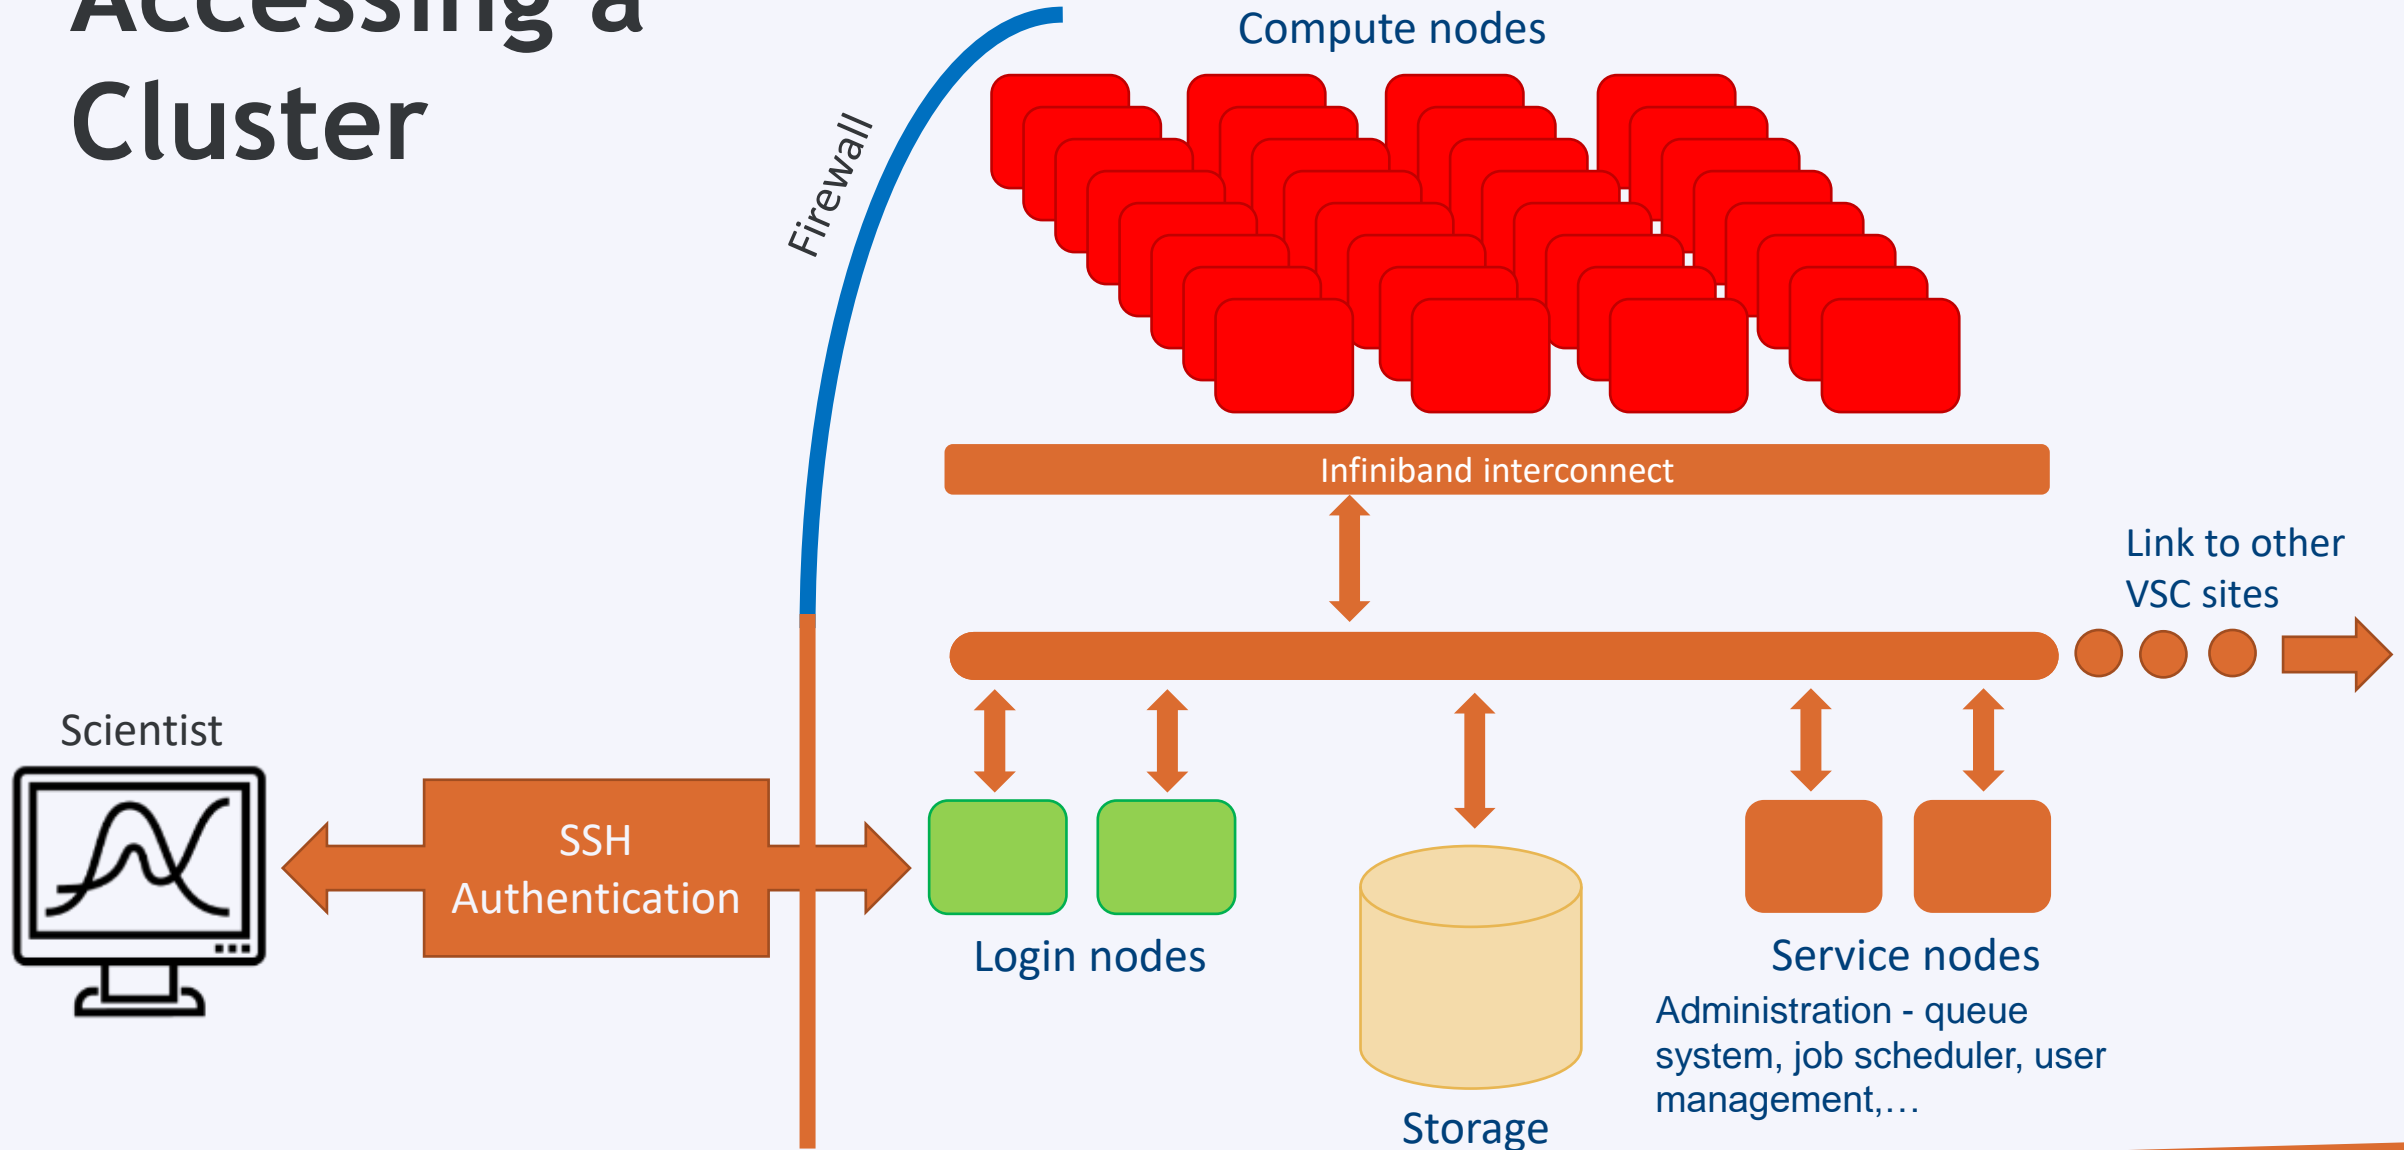 Accessing a
Cluster
Compute nodes
Firewall
Infiniband interconnect
Link to other
VSC sites
Scientist
SSH
Authentication
Login nodes
Storage
Service nodes
Administration - queue
system, job scheduler, user
management,…